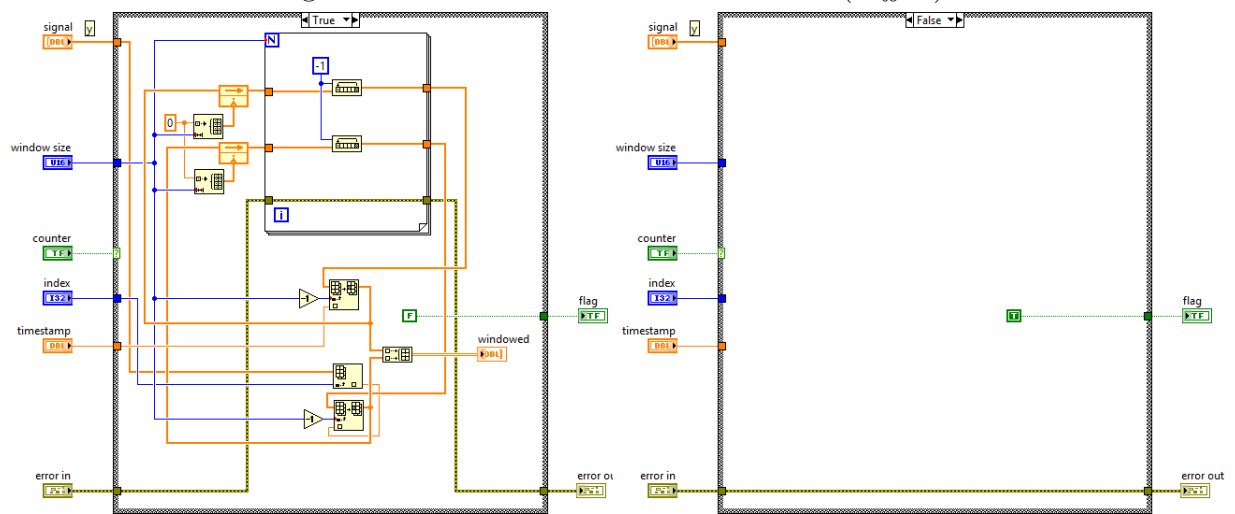 True
signal
y
DBL
N
-1
0
window size
U16
i
counter
TF
?
index
I32
-1
F
flag
TF
timestamp
DBL
windowed
DBL]
-1
error in
error ou
False
signal
y
DBL
window size
U16
counter
TF
?
index
I32
T
flag
TF
timestamp
DBL
error in
error out